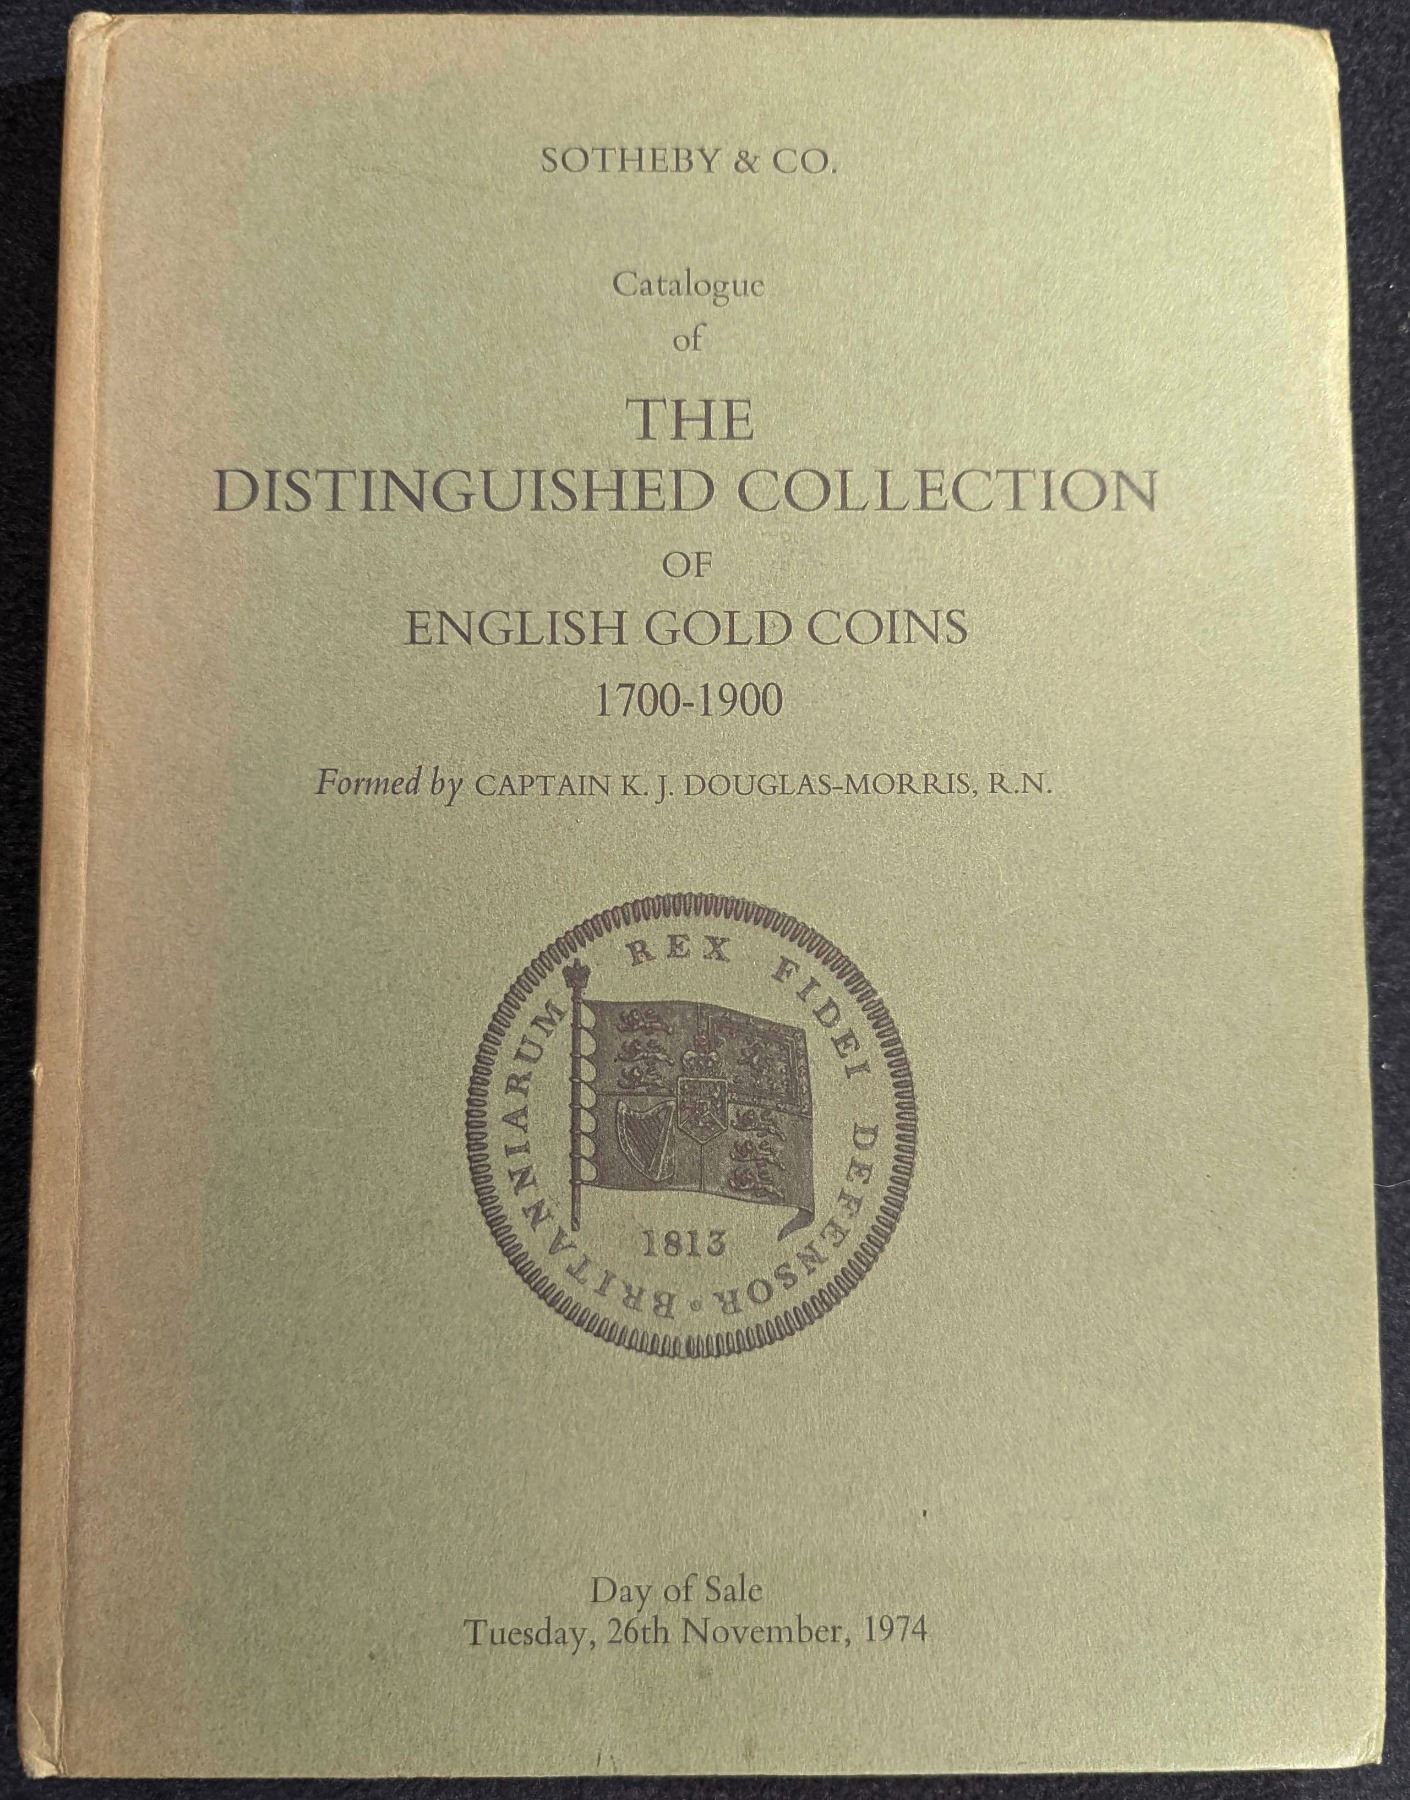 SOTHEBY & CO.
Catalogue
of
THE
DISTINGUISHED COLLECTION
OF
ENGLISH GOLD COINS
1700-1900
Formed by CAPTAIN K. J. DOUGLAS-MORRIS, R.N.
BRITANNIARUM REX FIDEI DEFENSOR
1813
Day of Sale
Tuesday, 26th November, 1974